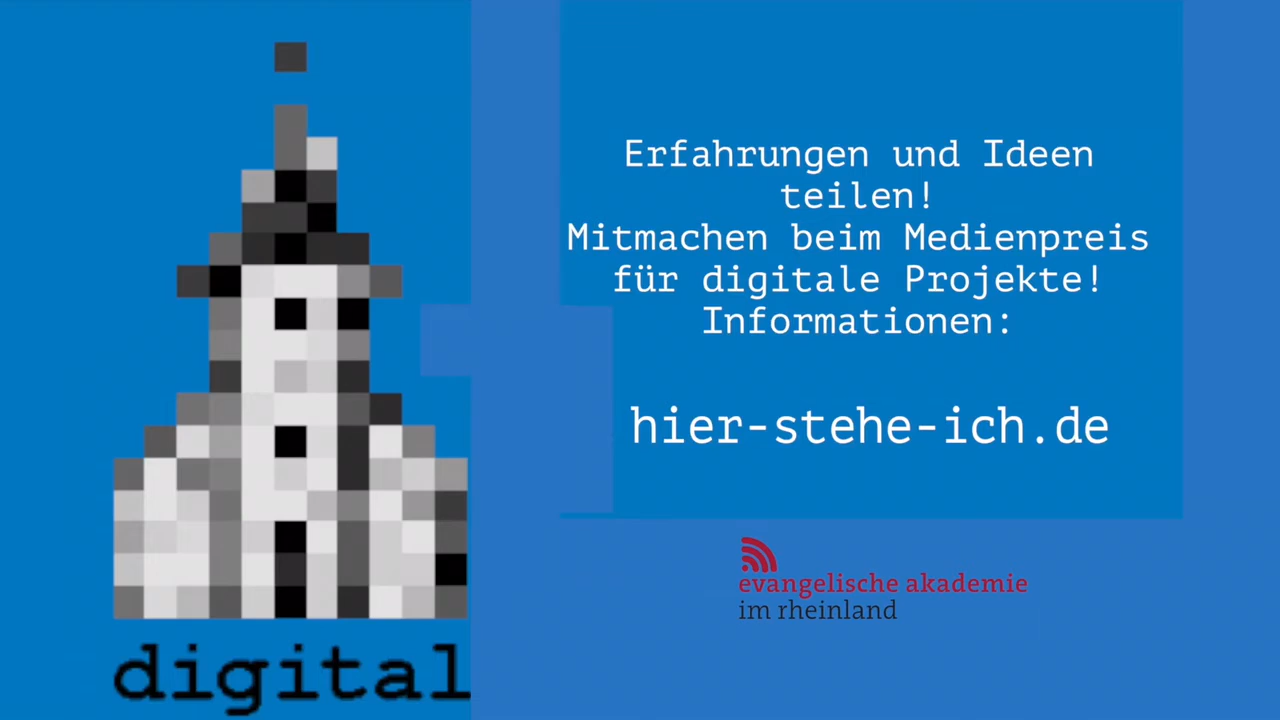 Erfahrungen und Ideen
teilen!
Mitmachen beim Medienpreis
für digitale Projekte!
Informationen:
hier-stehe-ich.de
evangelische akademie
im rheinland
digital